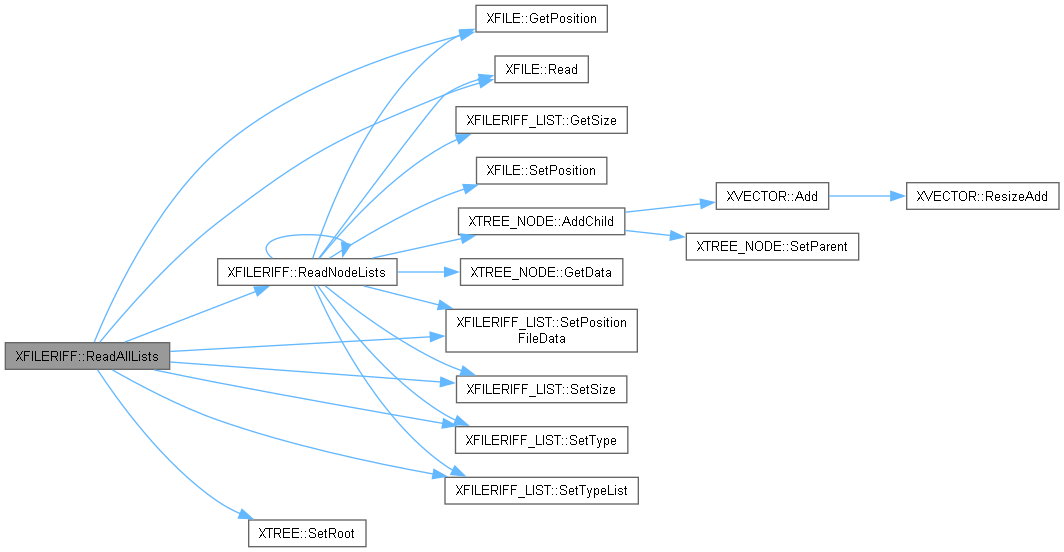 XFILE::GetPosition
XFILE::Read
XFILERIFF_LIST::GetSize
XFILE::SetPosition
XVECTOR::Add
XVECTOR::ResizeAdd
XTREE_NODE::AddChild
XTREE_NODE::SetParent
XFILERIFF::ReadNodeLists
XTREE_NODE::GetData
XFILERIFF_LIST::SetPosition
FileData
XFILERIFF::ReadAllLists
XFILERIFF_LIST::SetSize
XFILERIFF_LIST::SetType
XFILERIFF_LIST::SetTypeList
XTREE::SetRoot